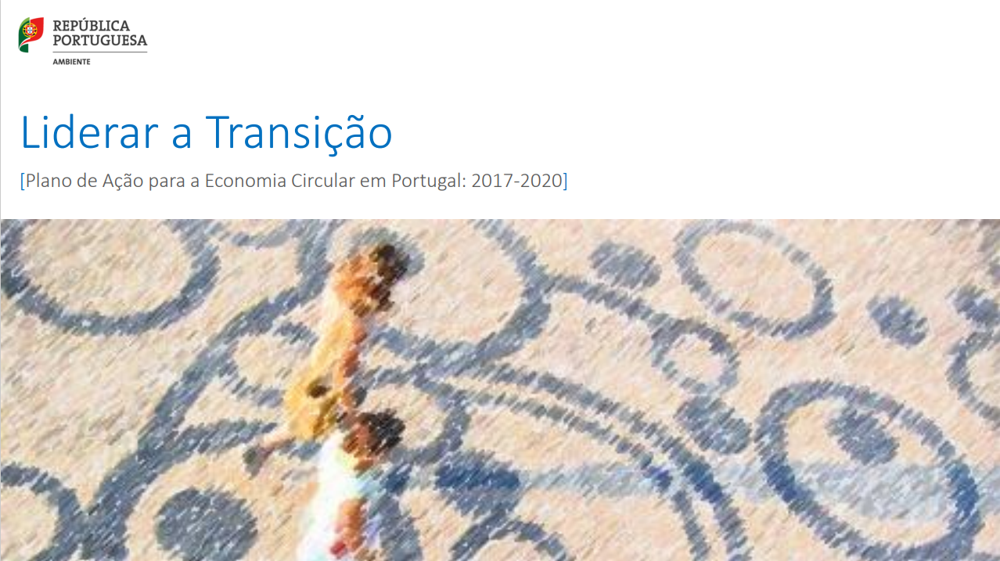 REPÚBLICA
PORTUGUESA
AMBIENTE
Liderar a Transição
[Plano de Ação para a Economia Circular em Portugal: 2017-2020]